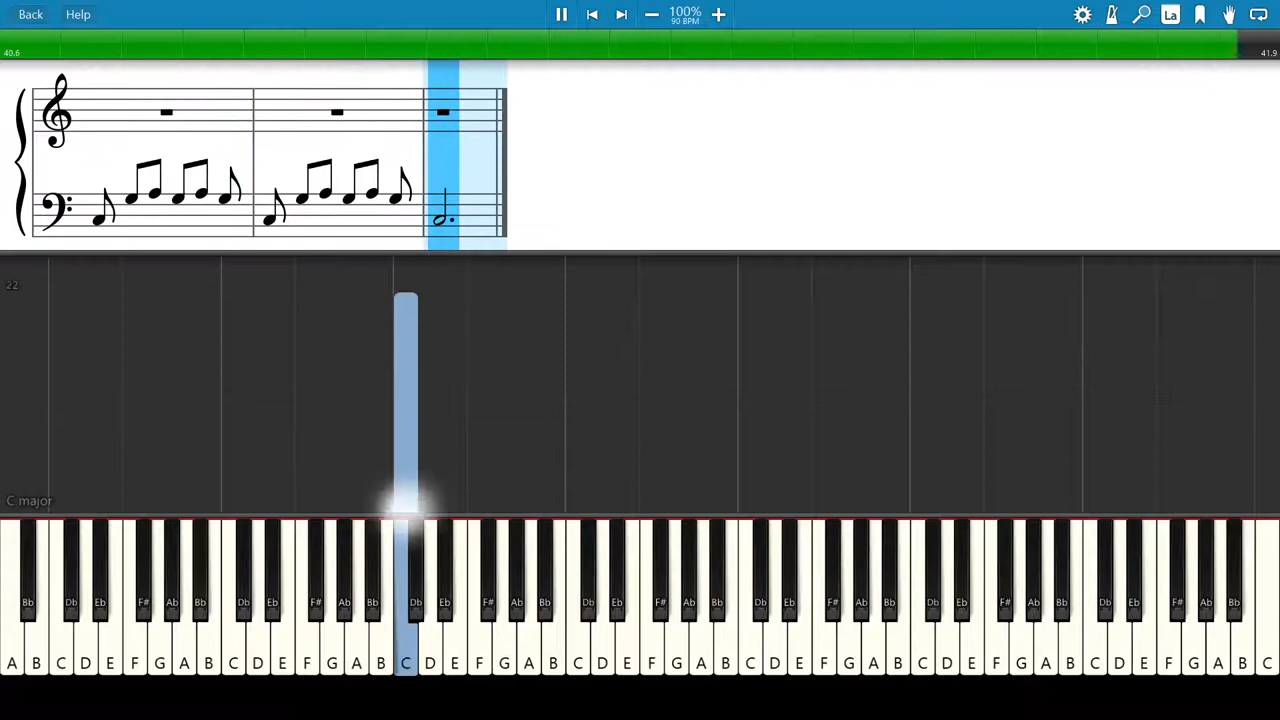 Back Help 100% La
90 BPM
40.6 41.9
22
C major
Bb Db Eb F# Ab Bb Db Eb F# Ab Bb Db Eb F# Ab Bb Db Eb F# Ab Bb Db Eb F# Ab Bb Db Eb F# Ab Bb Db Eb F# Ab Bb
A B C D E F G A B C D E F G A B C D E F G A B C D E F G A B C D E F G A B C D E F G A B C D E F G A B C